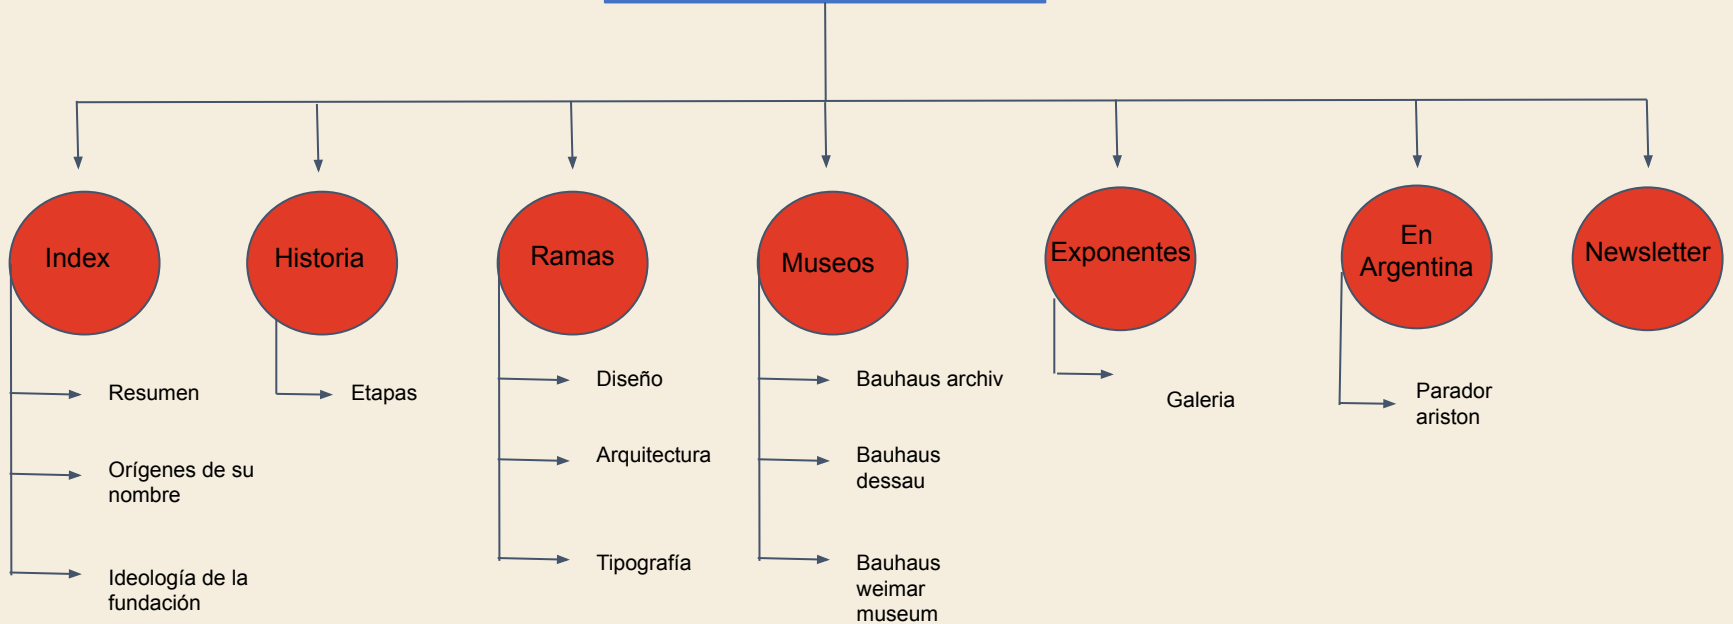 Index
Historia
Ramas
Museos
Exponentes
En
Argentina
Newsletter
Resumen
Orígenes de su
nombre
Ideología de la
fundación
Etapas
Diseño
Arquitectura
Tipografía
Bauhaus archiv
Bauhaus
dessau
Bauhaus
weimar
museum
Galeria
Parador
ariston